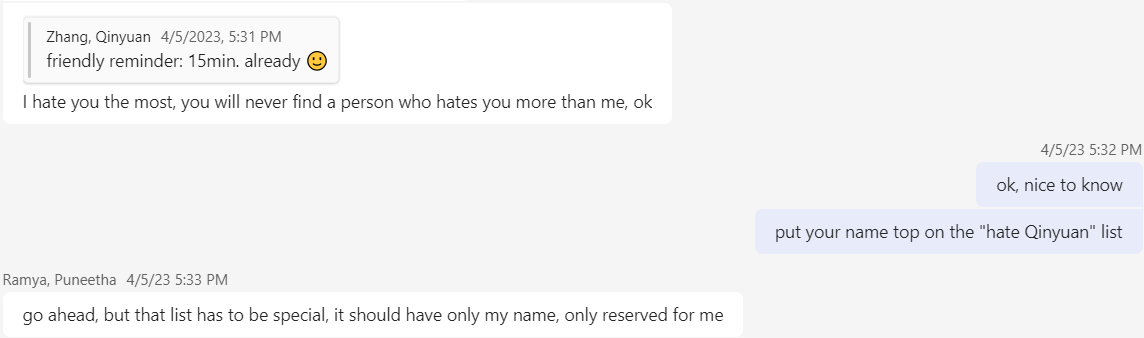 Zhang, Qinyuan 4/5/2023, 5:31 PM
friendly reminder: 15min. already 🙂
I hate you the most, you will never find a person who hates you more than me, ok
4/5/23 5:32 PM
ok, nice to know
put your name top on the "hate Qinyuan" list
Ramya, Puneetha 4/5/23 5:33 PM
go ahead, but that list has to be special, it should have only my name, only reserved for me